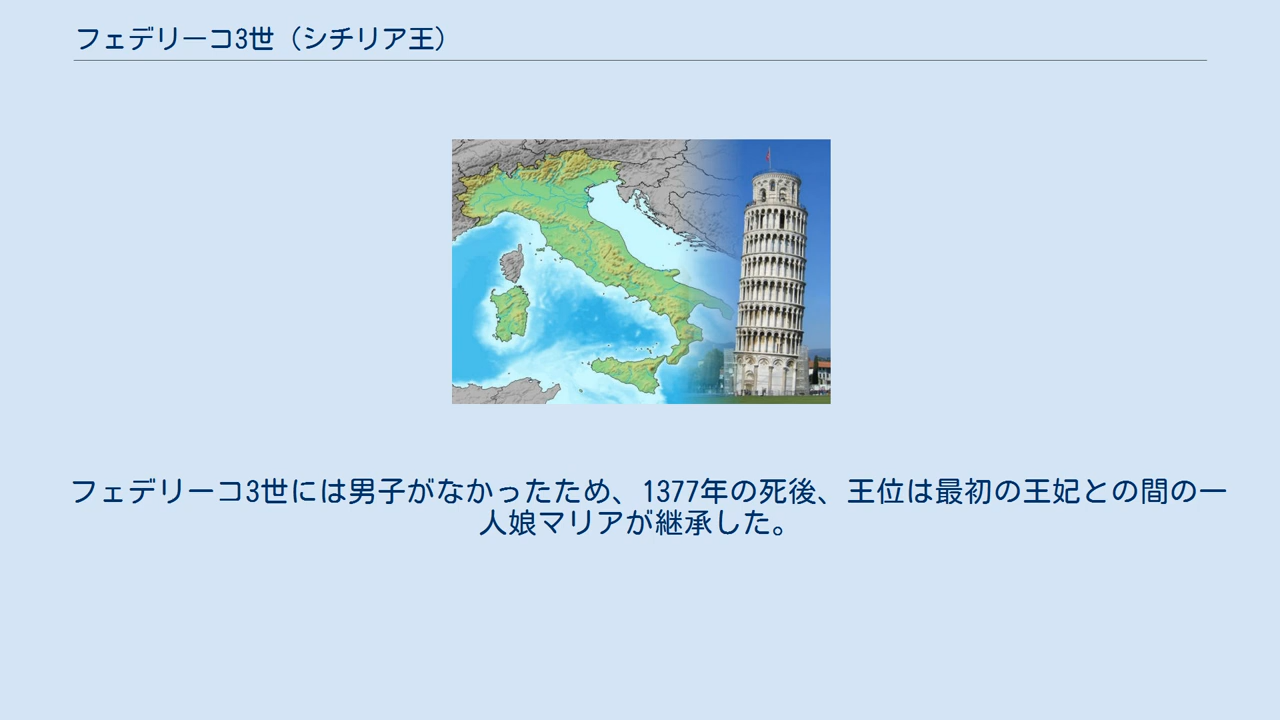 フェデリーコ3世（シチリア王）
フェデリーコ3世には男子がなかったため、1377年の死後、王位は最初の王妃との間の一
人娘マリアが継承した。